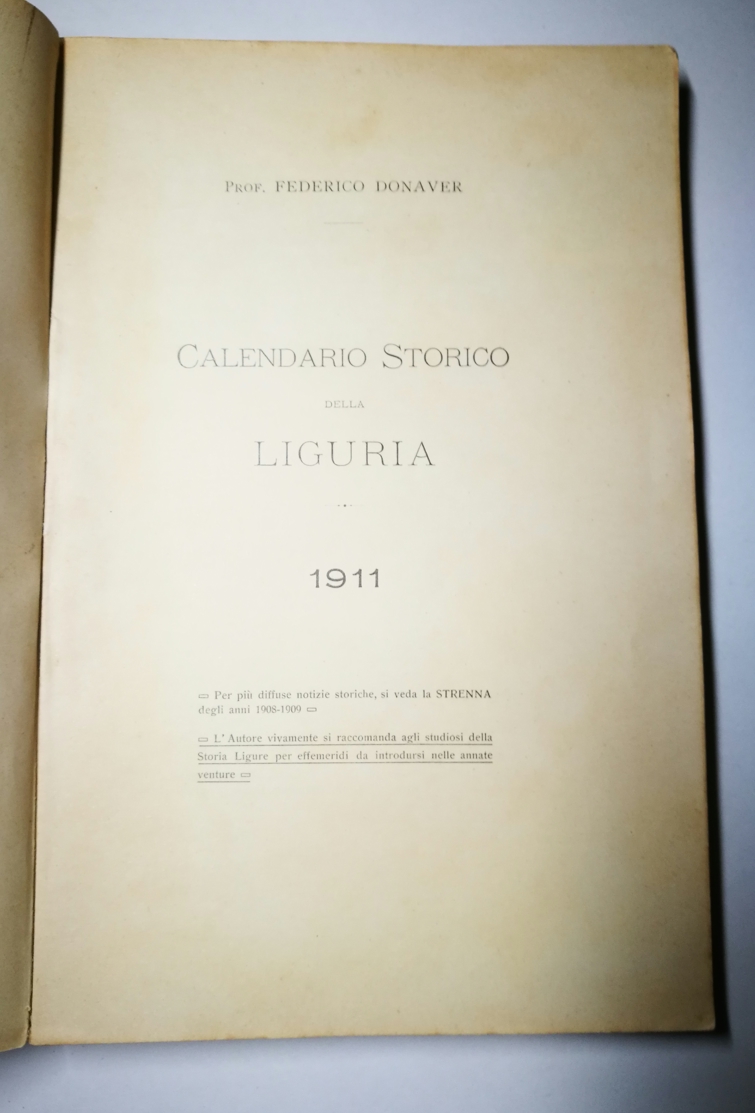 Prof. FEDERICO DONAVER
CALENDARIO STORICO
DELLA
LIGURIA
1911
Per più diffuse notizie storiche, si veda la STRENNA
degli anni 1908-1909
L'Autore vivamente si raccomanda agli studiosi della
Storia Ligure per effemeridi da introdursi nelle annate
venture